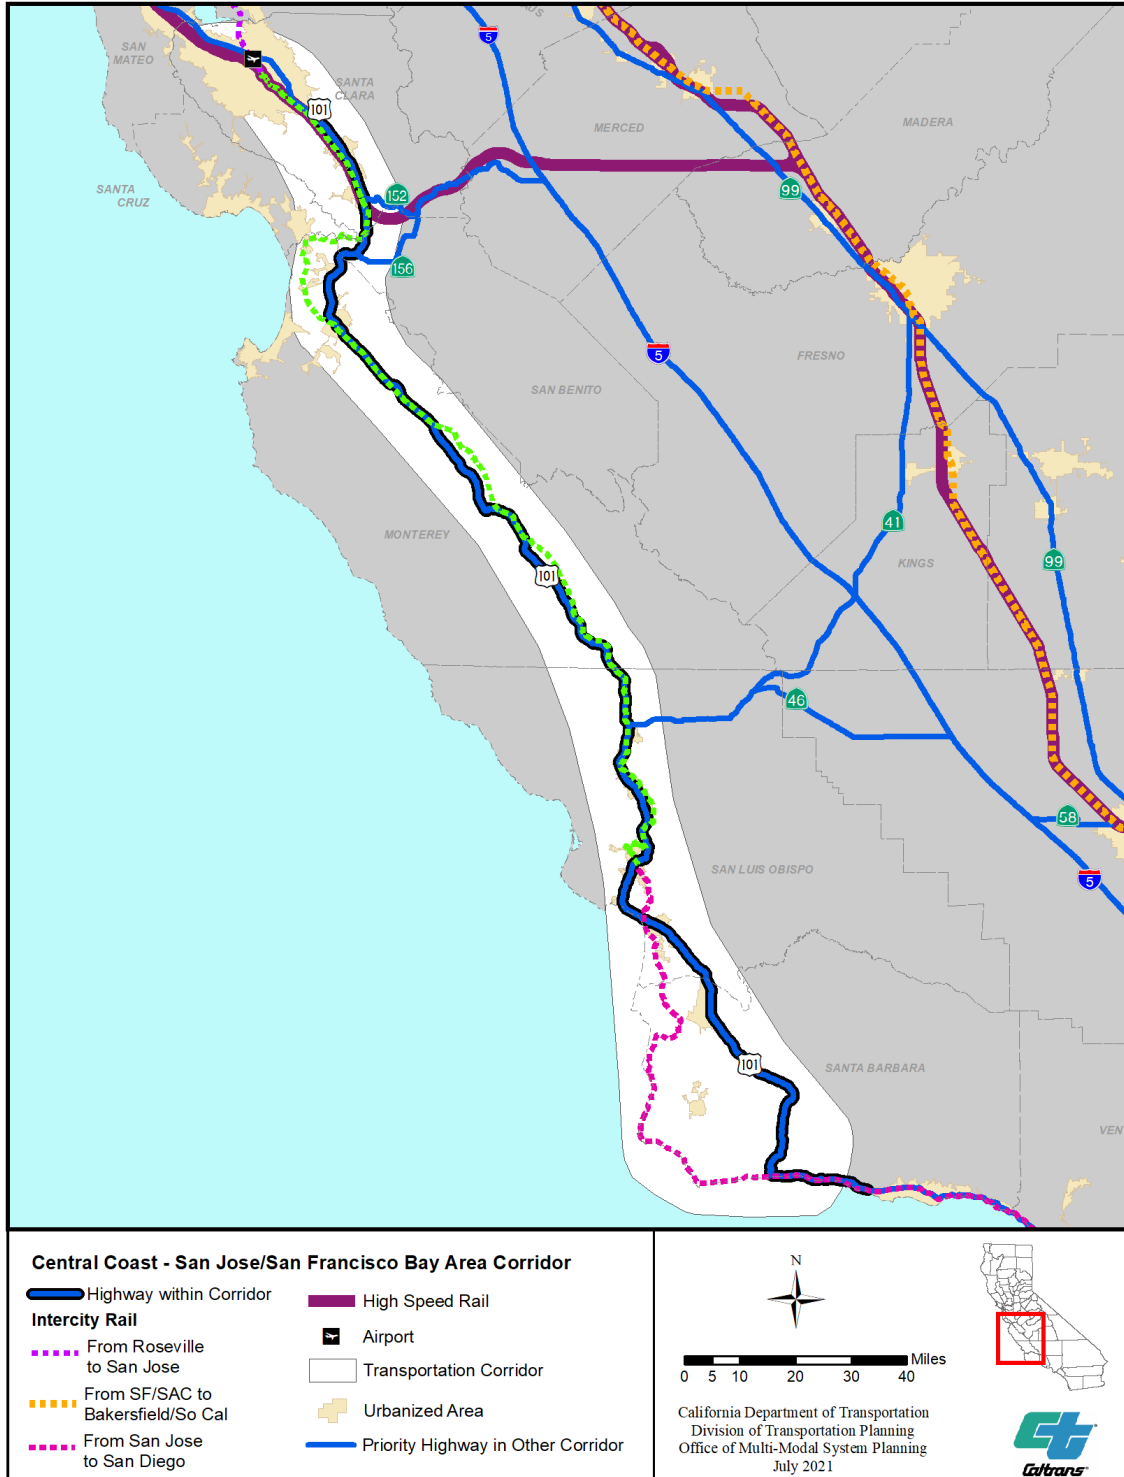 US
5
SAN
MATEO
SANTA
CLARA
101
MERCED
MADERA
SANTA
CRUZ
152
99
156
5
FRESNO
SAN BENITO
41
MONTEREY
KINGS
99
101
46
58
SAN LUIS OBISPO
5
101
SANTA BARBARA
VEN
Central Coast - San Jose/San Francisco Bay Area Corridor
Highway within Corridor
Intercity Rail
From Roseville
to San Jose
From SF/SAC to
Bakersfield/So Cal
From San Jose
to San Diego
High Speed Rail
Airport
Transportation Corridor
Urbanized Area
Priority Highway in Other Corridor
N
Miles
0 5 10 20 30 40
California Department of Transportation
Division of Transportation Planning
Office of Multi-Modal System Planning
July 2021
ct
Caltrans